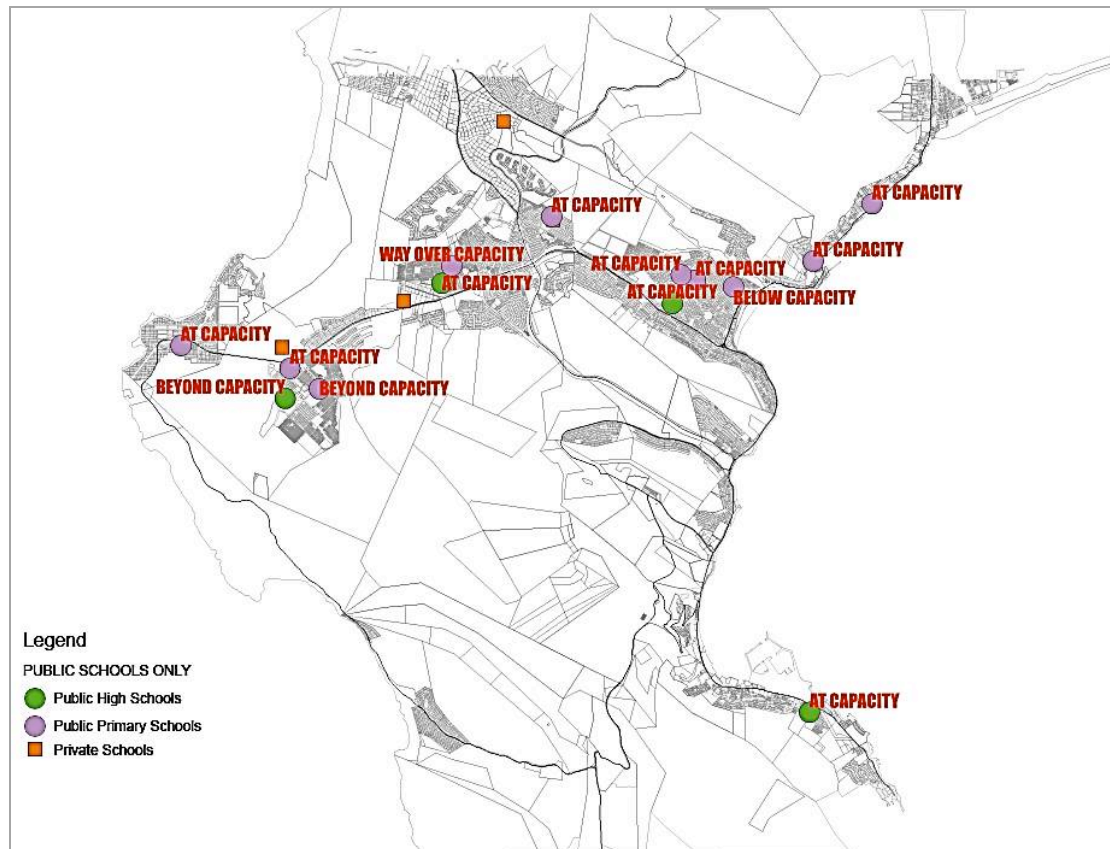 AT CAPACITY
AT CAPACITY
WAY OVER CAPACITY
AT CAPACITY
AT CAPACITY
AT CAPACITY
AT CAPACITY
AT CAPACITY
BELOW CAPACITY
AT CAPACITY
AT CAPACITY
BEYOND CAPACITY
BEYOND CAPACITY
Legend
PUBLIC SCHOOLS ONLY
Public High Schools
Public Primary Schools
Private Schools
AT CAPACITY